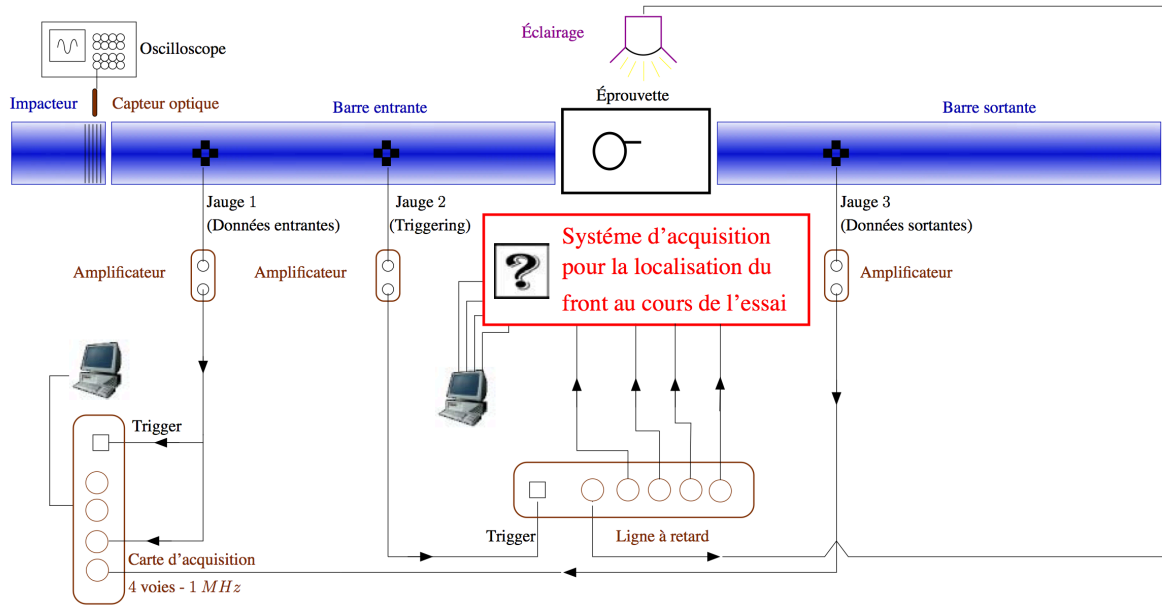 Éclairage
Oscilloscope
Impacteur
Capteur optique
Barre entrante
Éprouvette
Barre sortante
Jauge 1
(Données entrantes)
Jauge 2
(Triggering)
Jauge 3
(Données sortantes)
Systéme d'acquisition
pour la localisation du
front au cours de l'essai
?
Amplificateur
Amplificateur
Amplificateur
Trigger
Trigger
Ligne à retard
Carte d'acquisition
4 voies - 1 MHz